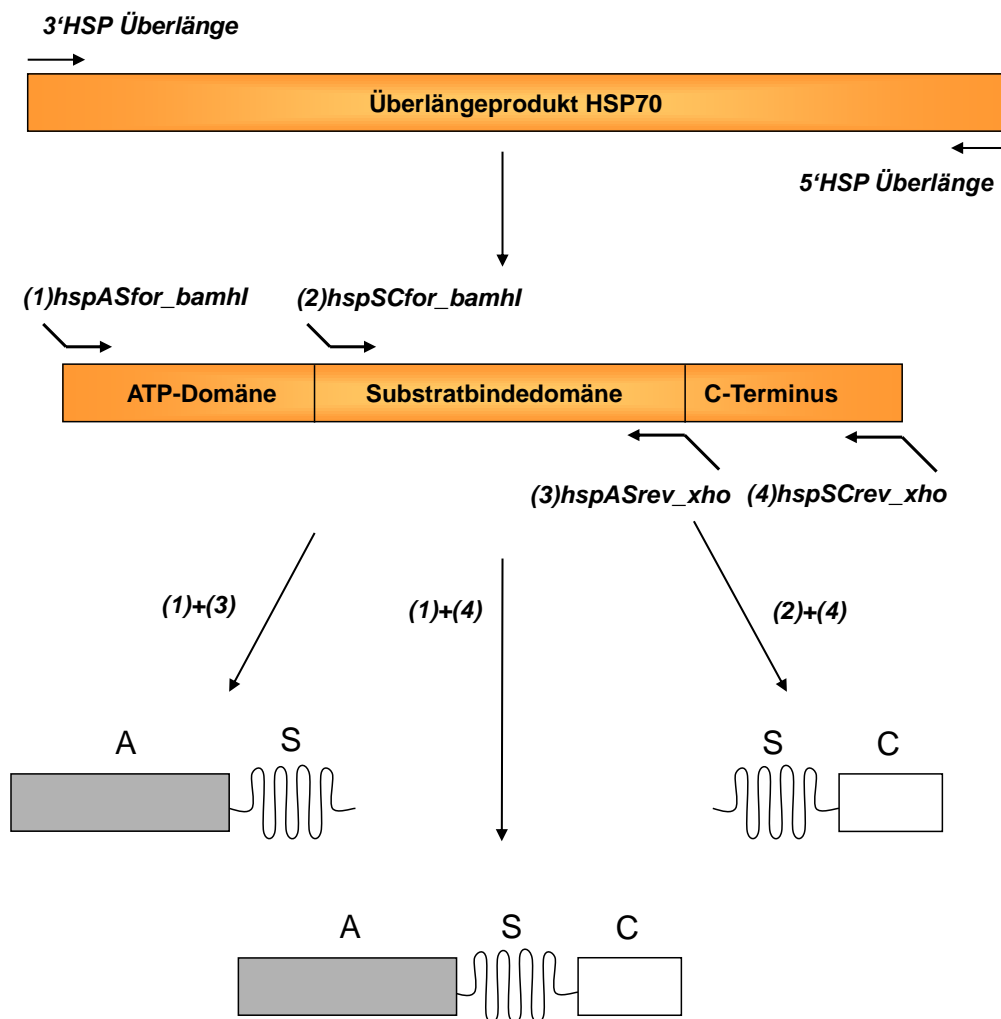 3‘HSP Überlänge
Überlängeprodukt HSP70
5‘HSP Überlänge
(1)hspASfor_bamhI
(2)hspSCfor_bamhI
ATP-Domäne
Substratbindedomäne
C-Terminus
(3)hspASrev_xho
(4)hspSCrev_xho
(1)+(3)
(1)+(4)
(2)+(4)
A
S
S
C
A
S
C